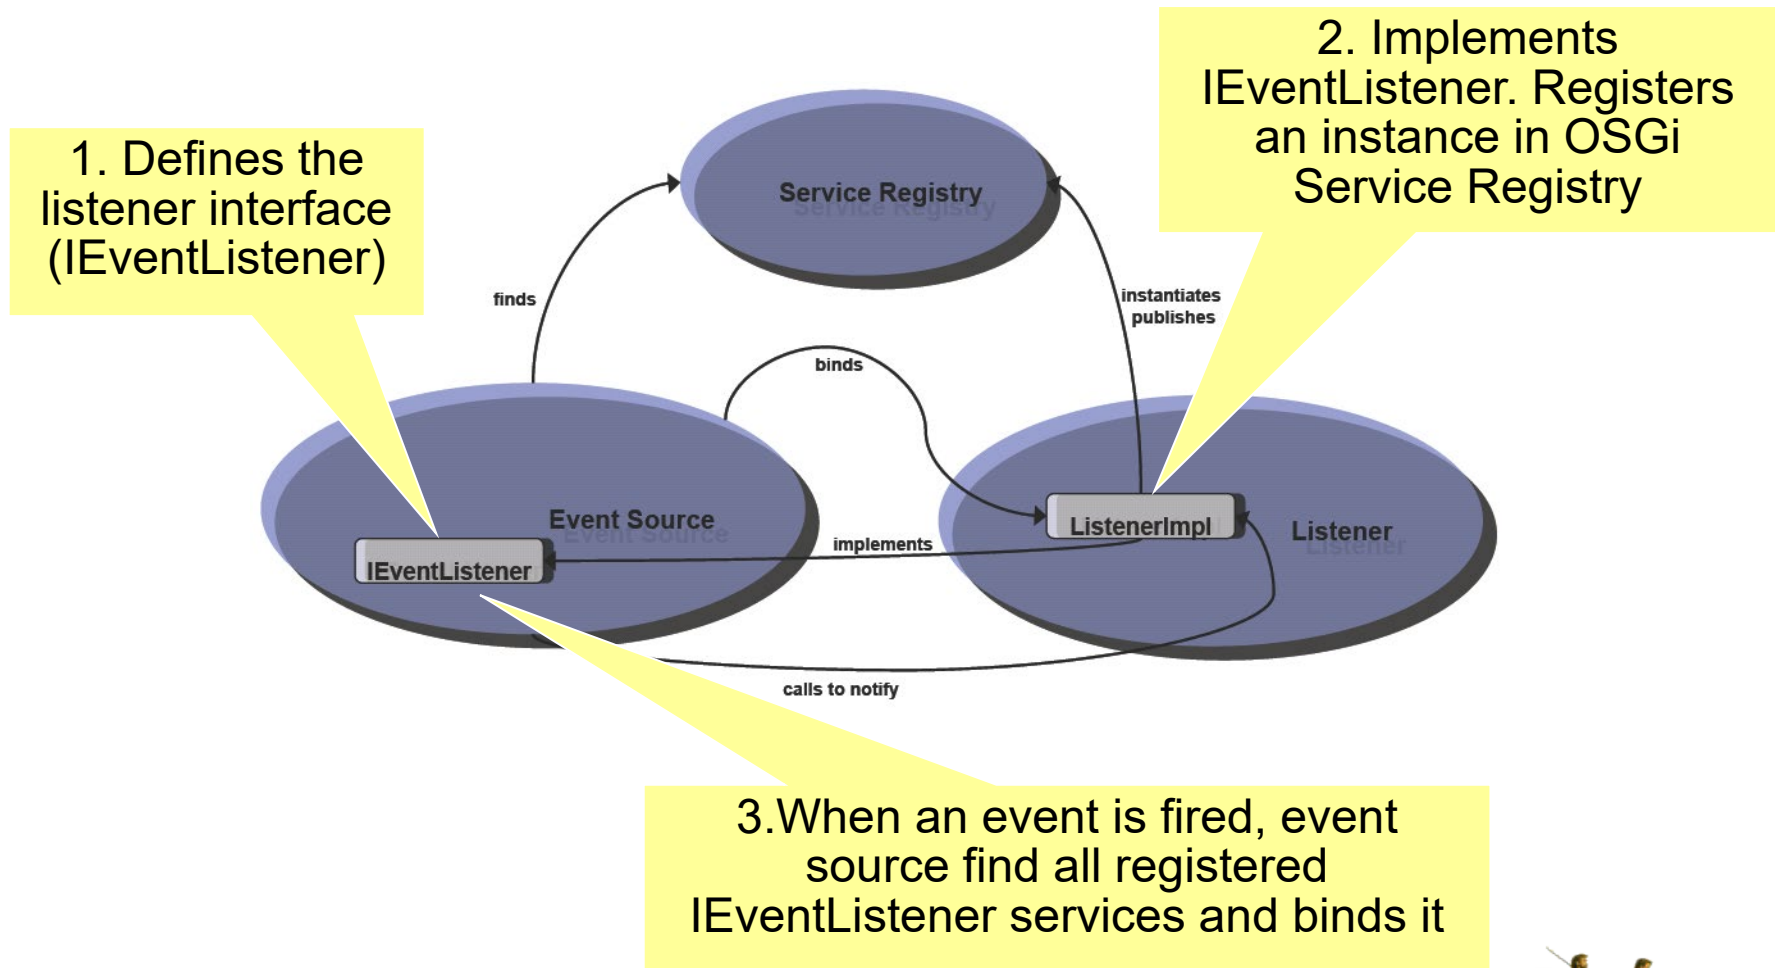 1. Defines the
listener interface
(IEventListener)
2. Implements
IEventListener. Registers
an instance in OSGi
Service Registry
Service Registry
finds
instantiates
publishes
binds
Event Source
IEventListener
implements
ListenerImpl
Listener
calls to notify
3.When an event is fired, event
source find all registered
IEventListener services and binds it